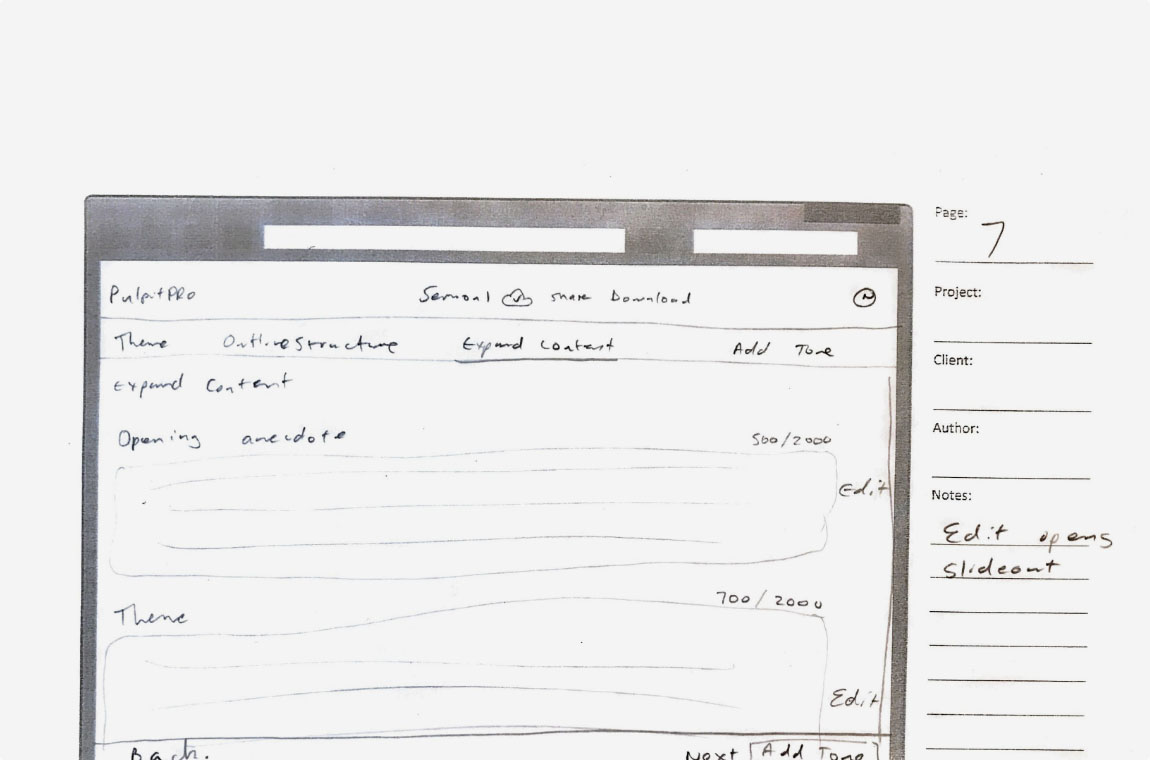 Page:
7
PulpitPRO Sermon1 Share Download N
Project:
Theme Outline Structure Expand Content Add Tone
Client:
Expand Content
Author:
Opening anecdote 500/2000
Edit
Notes:
Edit opens
slideout
Theme 700/2000
Edit
Back. Next Add Tone